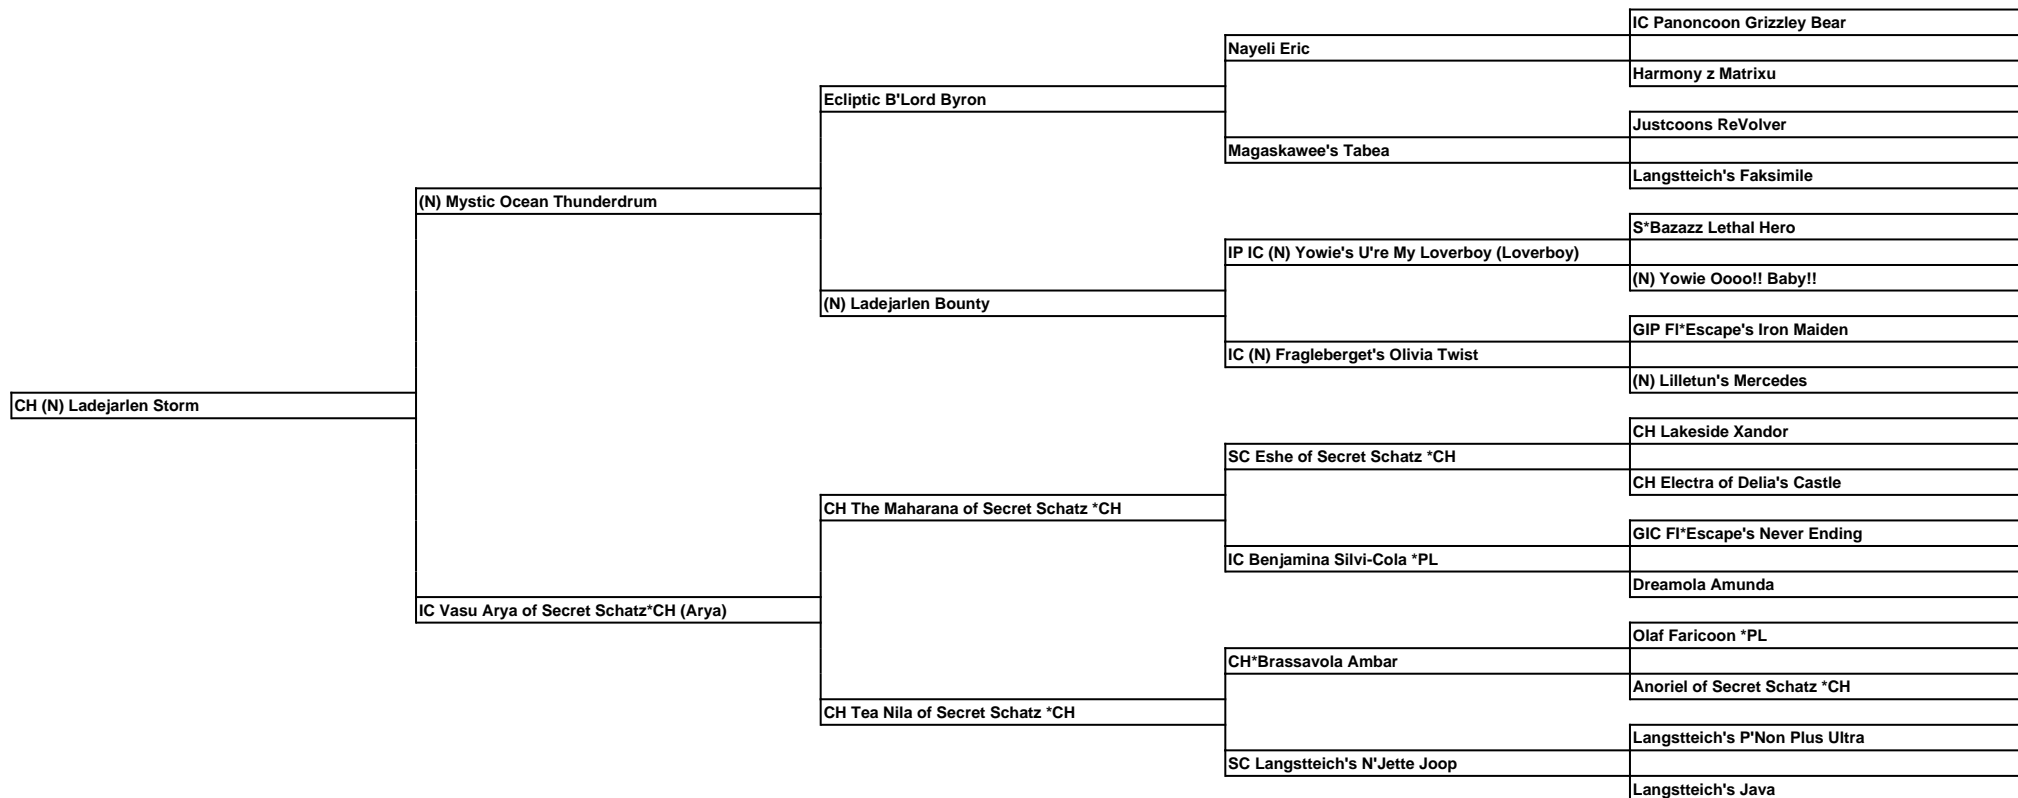 IC Panoncoon Grizzley Bear
Nayeli Eric
Harmony z Matrixu
Ecliptic B'Lord Byron
Justcoons ReVolver
Magaskawee's Tabea
Langstteich's Faksimile
(N) Mystic Ocean Thunderdrum
S*Bazazz Lethal Hero
IP IC (N) Yowie's U're My Loverboy (Loverboy)
(N) Yowie Oooo!! Baby!!
(N) Ladejarlen Bounty
GIP FI*Escape's Iron Maiden
IC (N) Fragleberget's Olivia Twist
(N) Lilletun's Mercedes
CH (N) Ladejarlen Storm
CH Lakeside Xandor
SC Eshe of Secret Schatz *CH
CH Electra of Delia's Castle
CH The Maharana of Secret Schatz *CH
GIC FI*Escape's Never Ending
IC Benjamina Silvi-Cola *PL
Dreamola Amunda
IC Vasu Arya of Secret Schatz*CH (Arya)
Olaf Faricoon *PL
CH*Brassavola Ambar
Anoriel of Secret Schatz *CH
CH Tea Nila of Secret Schatz *CH
Langstteich's P'Non Plus Ultra
SC Langstteich's N'Jette Joop
Langstteich's Java